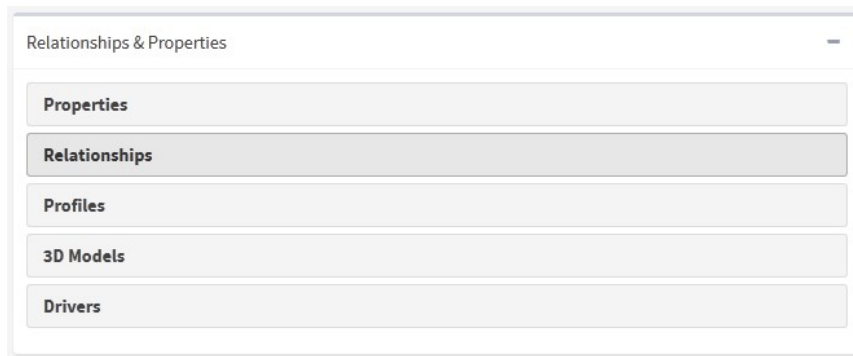 Relationships & Properties
Properties
Relationships
Profiles
3D Models
Drivers